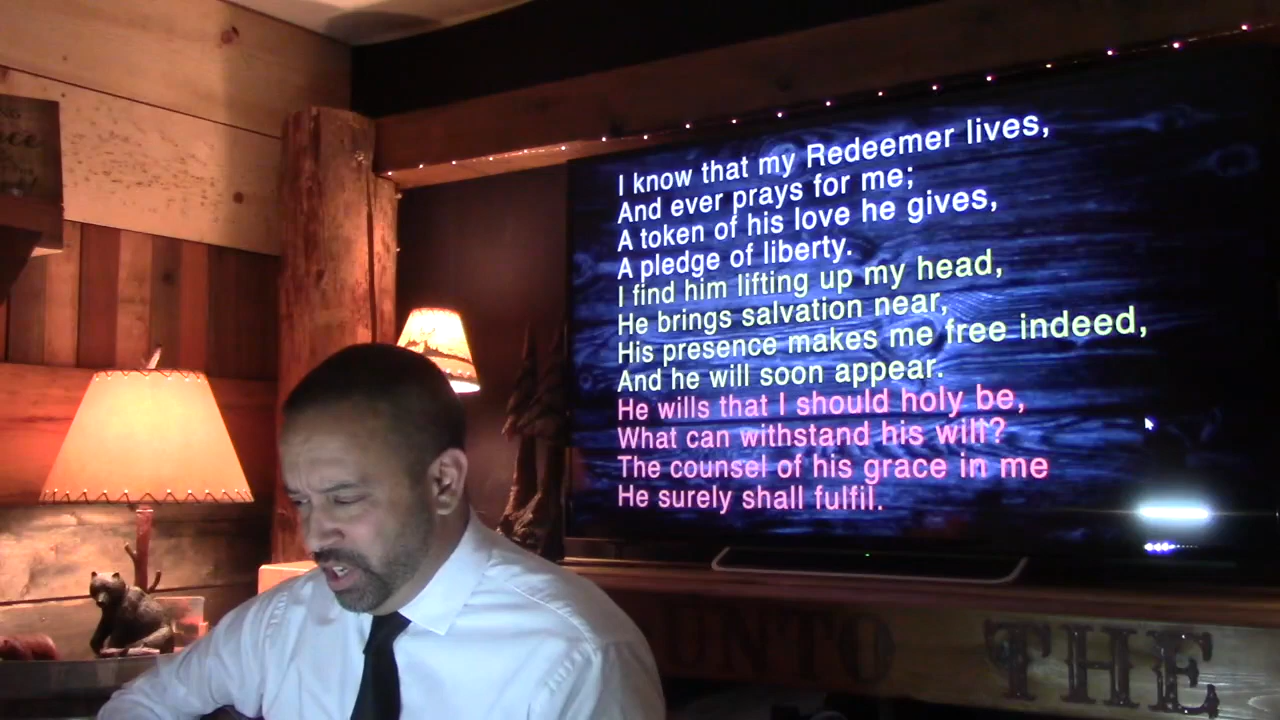 I know that my Redeemer lives,
And ever prays for me;
A token of his love he gives,
A pledge of liberty.
I find him lifting up my head,
He brings salvation near,
His presence makes me free indeed,
And he will soon appear.
He wills that I should holy be,
What can withstand his will?
The counsel of his grace in me
He surely shall fulfil.
UNTO THE